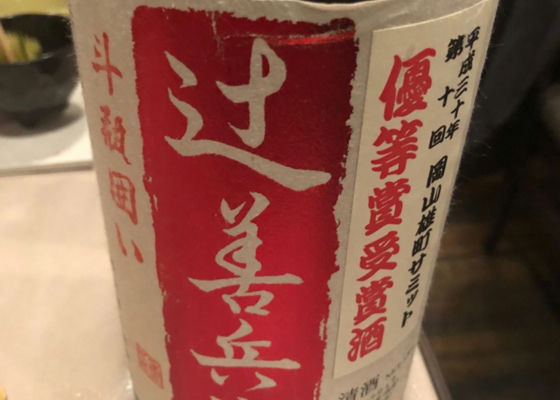 平成三十年
第十回 岡山雄町サミット
優等賞受賞酒
辻善兵
斗瓶囲い
清酒